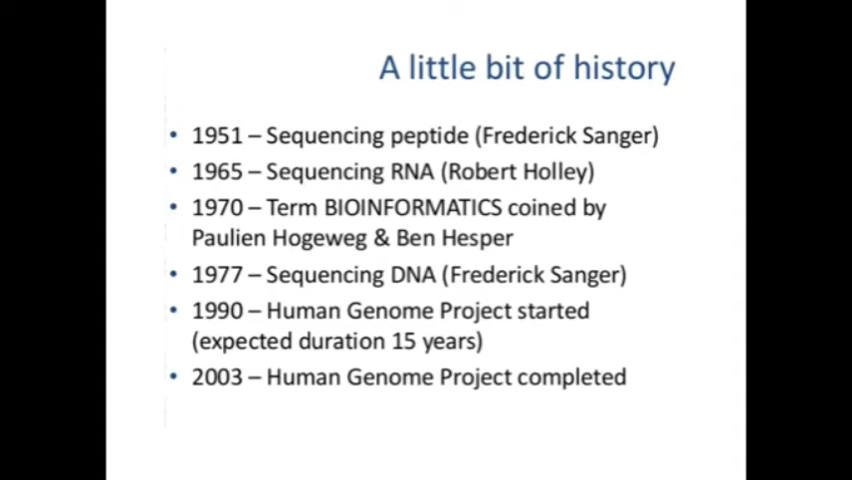 A little bit of history
• 1951 – Sequencing peptide (Frederick Sanger)
• 1965 – Sequencing RNA (Robert Holley)
• 1970 – Term BIOINFORMATICS coined by
Paulien Hogeweg & Ben Hesper
• 1977 – Sequencing DNA (Frederick Sanger)
• 1990 – Human Genome Project started
(expected duration 15 years)
• 2003 – Human Genome Project completed